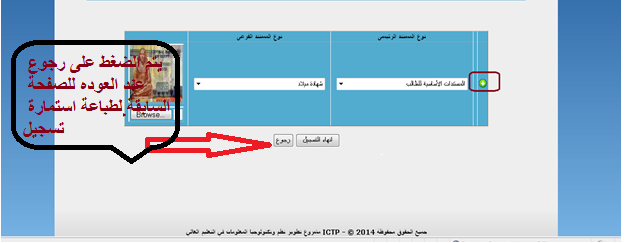 نوع المستند الرئيسي
نوع المستند الفرعي
المستندات الأساسية للطالب
شهادة ميلاد
Browse...
يتم الضغط على رجوع
عند العوده للصفحة
السابقة لطباعة استمارة
تسجيل
انهاء التسجيل
رجوع
جميع الحقوق محفوظة ICTP - © 2014 مشروع تطوير نظم وتكنولوجيا المعلومات في التعليم العالي